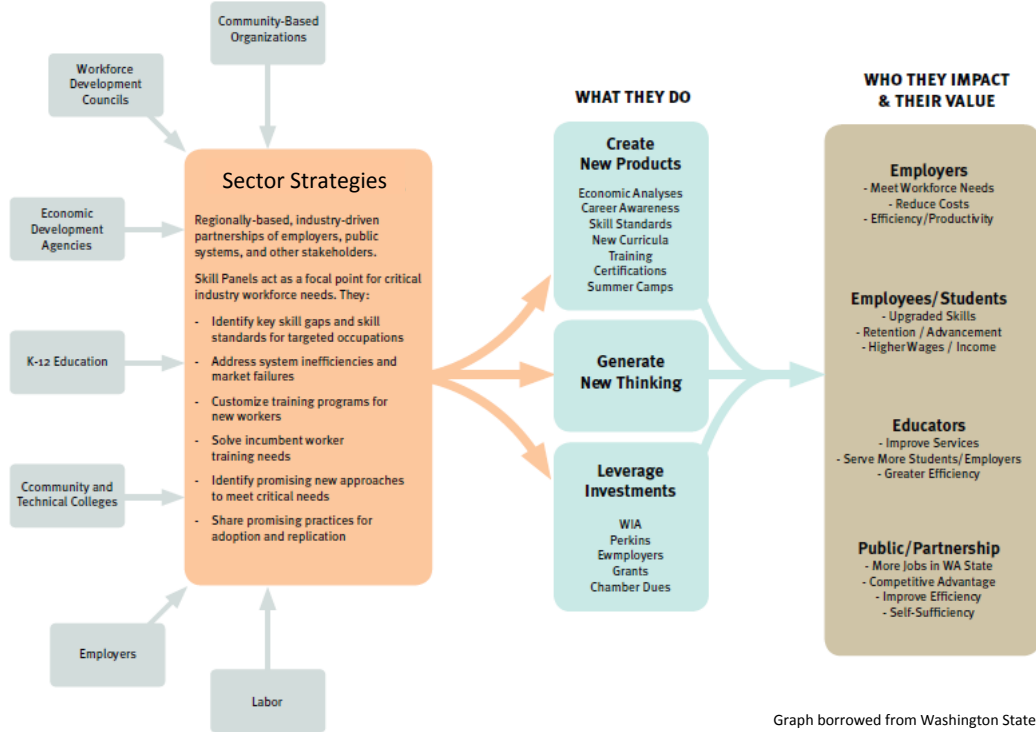 Community-Based
Organizations
Workforce
Development
Councils
Economic
Development
Agencies
K-12 Education
Ccommunity and
Technical Colleges
Employers
Labor
Sector Strategies
Regionally-based, industry-driven
partnerships of employers, public
systems, and other stakeholders.
Skill Panels act as a focal point for critical
industry workforce needs. They:
- Identify key skill gaps and skill
standards for targeted occupations
- Address system inefficiencies and
market failures
- Customize training programs for
new workers
- Solve incumbent worker
training needs
- Identify promising new approaches
to meet critical needs
- Share promising practices for
adoption and replication
WHAT THEY DO
Create
New Products
Economic Analyses
Career Awareness
Skill Standards
New Curricula
Training
Certifications
Summer Camps
Generate
New Thinking
Leverage
Investments
WIA
Perkins
Ewmployers
Grants
Chamber Dues
WHO THEY IMPACT
& THEIR VALUE
Employers
- Meet Workforce Needs
- Reduce Costs
- Efficiency/Productivity
Employees/Students
- Upgraded Skills
- Retention / Advancement
- Higher Wages / Income
Educators
- Improve Services
- Serve More Students/Employers
- Greater Efficiency
Public/Partnership
- More Jobs in WA State
- Competitive Advantage
- Improve Efficiency
- Self-Sufficiency
Graph borrowed from Washington State